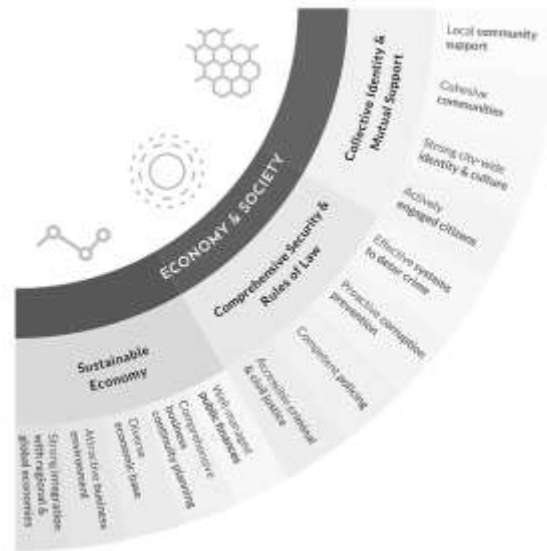 ECONOMY & SOCIETY
Collective Identity &
Mutual Support
Local community
support
Cohesive
communities
Strong city-wide
identity & culture
Actively
engaged citizens
Comprehensive Security &
Rules of Law
Effective systems
to deter crime
Proactive corruption
prevention
Competent policing
Accessible criminal
& civil justice
Sustainable
Economy
Well-managed
public finances
Comprehensive
business
continuity planning
Diverse
economic base
Attractive business
environment
Strong integration
with regional &
global economies